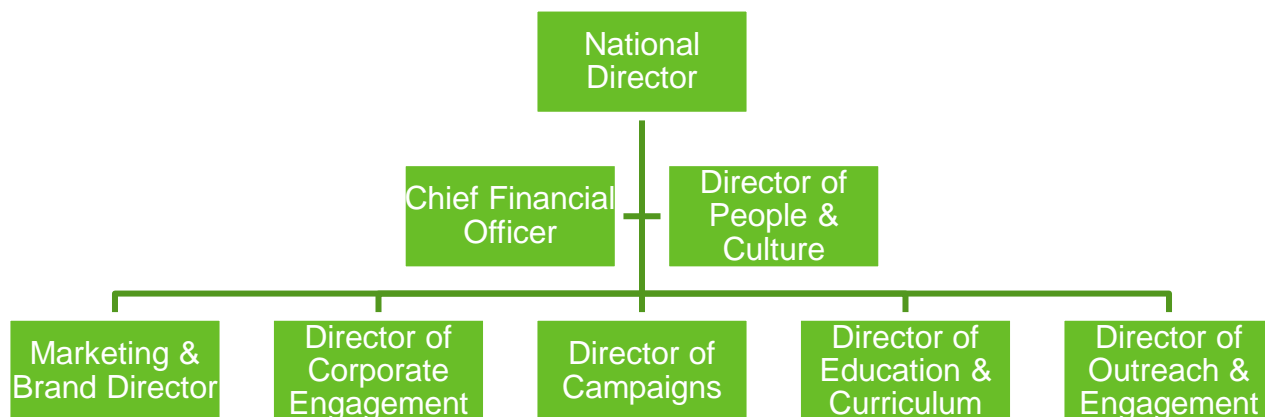 National
Director
Chief Financial
Officer
Director of
People &
Culture
Marketing &
Brand Director
Director of
Corporate
Engagement
Director of
Campaigns
Director of
Education &
Curriculum
Director of
Outreach &
Engagement